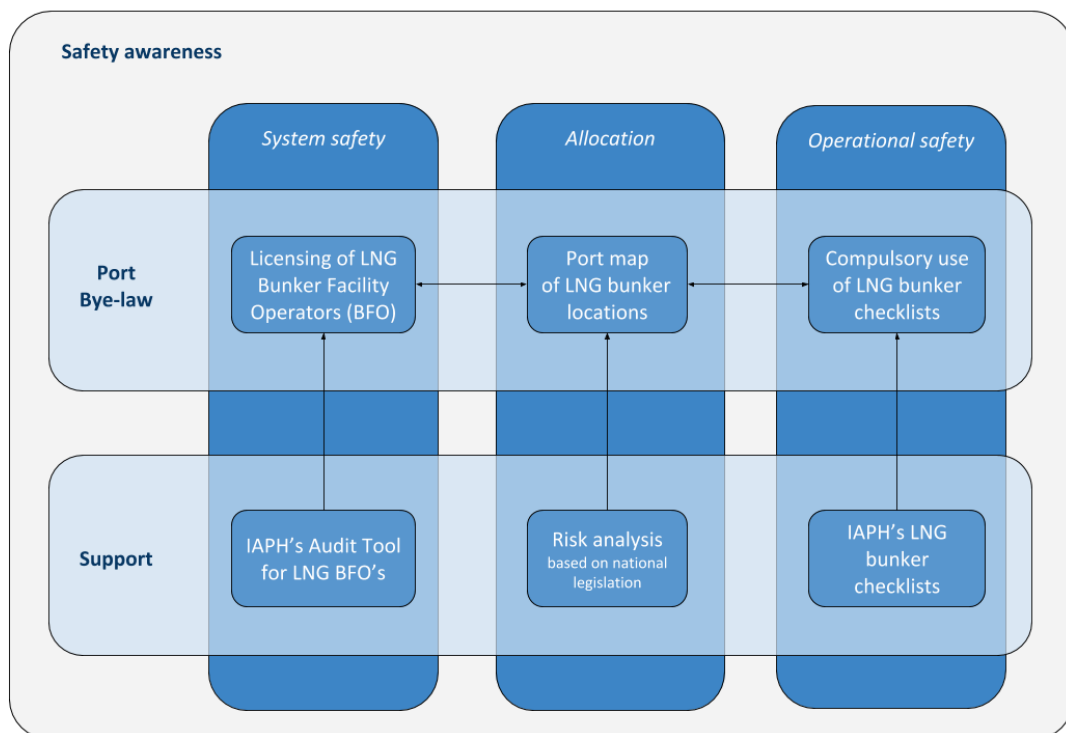 Safety awareness
System safety
Allocation
Operational safety
Port
Bye-law
Licensing of LNG
Bunker Facility
Operators (BFO)
Port map
of LNG bunker
locations
Compulsory use
of LNG bunker
checklists
Support
IAPH’s Audit Tool
for LNG BFO’s
Risk analysis
based on national
legislation
IAPH’s LNG
bunker
checklists